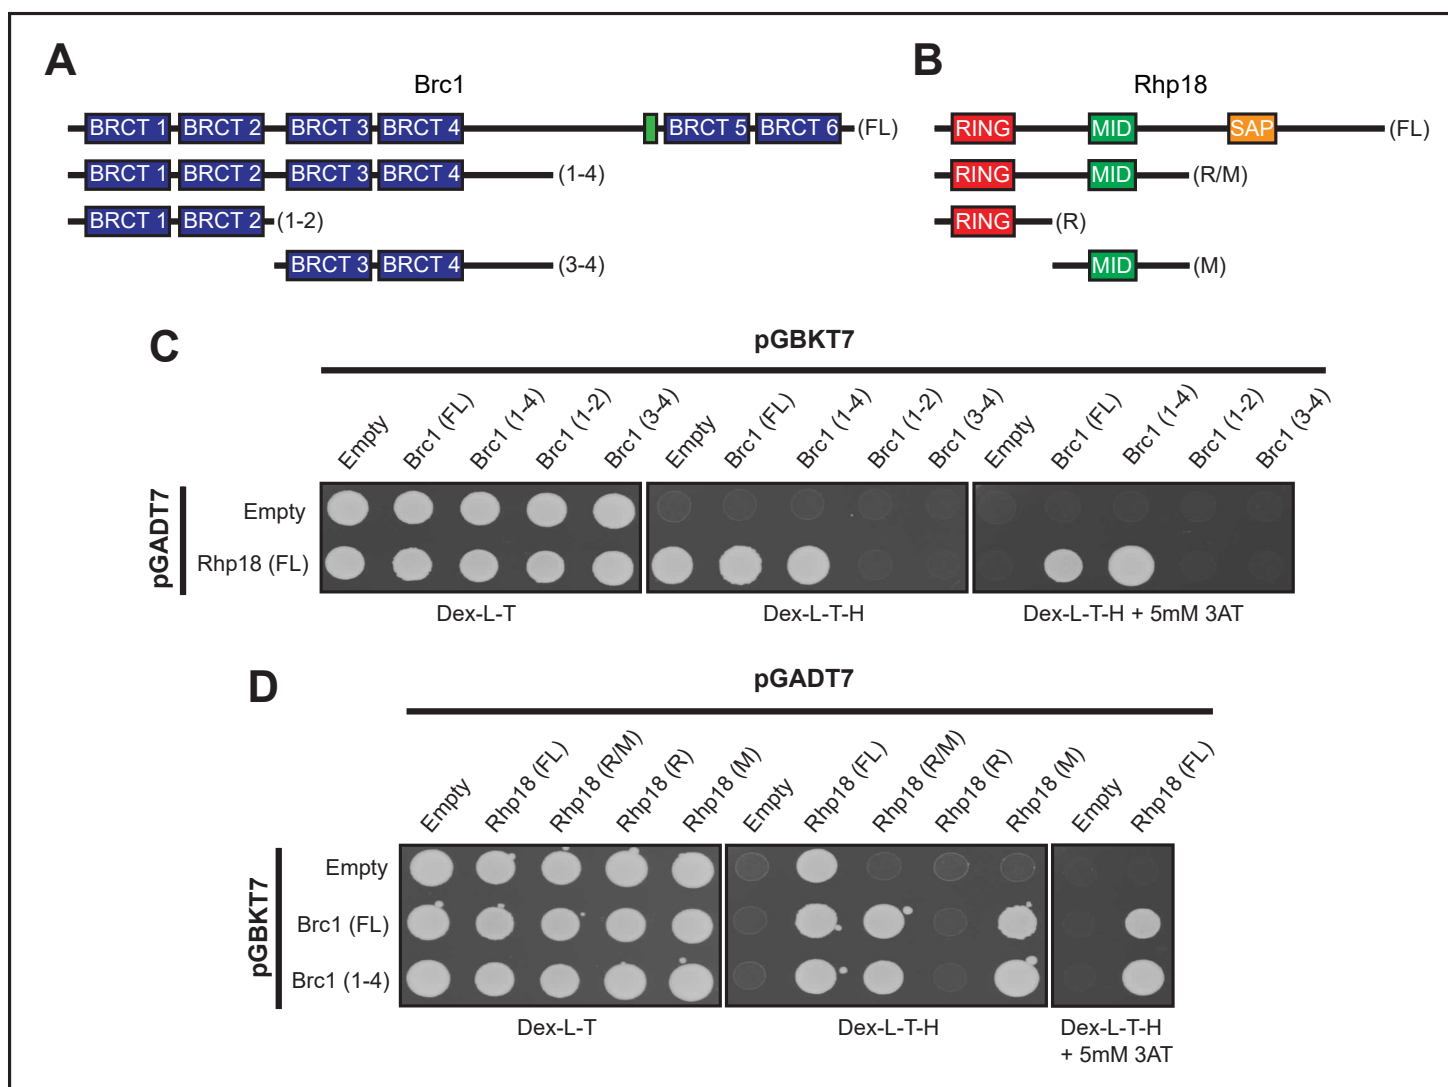 A
B
Brc1
Rhp18
BRCT 1 BRCT 2 BRCT 3 BRCT 4 BRCT 5 BRCT 6 (FL)
RING MID SAP (FL)
BRCT 1 BRCT 2 BRCT 3 BRCT 4 (1-4)
RING MID (R/M)
BRCT 1 BRCT 2 (1-2)
RING (R)
BRCT 3 BRCT 4 (3-4)
MID (M)
C
pGBKT7
Empty Brc1 (FL) Brc1 (1-4) Brc1 (1-2) Brc1 (3-4) Empty Brc1 (FL) Brc1 (1-4) Brc1 (1-2) Brc1 (3-4) Empty Brc1 (FL) Brc1 (1-4) Brc1 (1-2) Brc1 (3-4)
pGADT7
Empty
Rhp18 (FL)
Dex-L-T Dex-L-T-H Dex-L-T-H + 5mM 3AT
D
pGADT7
Empty Rhp18 (FL) Rhp18 (R/M) Rhp18 (R) Rhp18 (M) Empty Rhp18 (FL) Rhp18 (R/M) Rhp18 (R) Rhp18 (M) Empty Rhp18 (FL)
pGBKT7
Empty
Brc1 (FL)
Brc1 (1-4)
Dex-L-T Dex-L-T-H Dex-L-T-H
+ 5mM 3AT